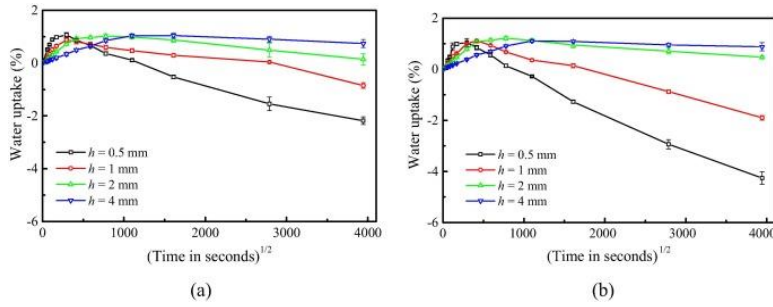 2
0
-2
-4
-6
Water uptake (%)
h = 0.5 mm
h = 1 mm
h = 2 mm
h = 4 mm
0 1000 2000 3000 4000
(Time in seconds)^1/2
(a)
2
0
-2
-4
-6
Water uptake (%)
h = 0.5 mm
h = 1 mm
h = 2 mm
h = 4 mm
0 1000 2000 3000 4000
(Time in seconds)^1/2
(b)